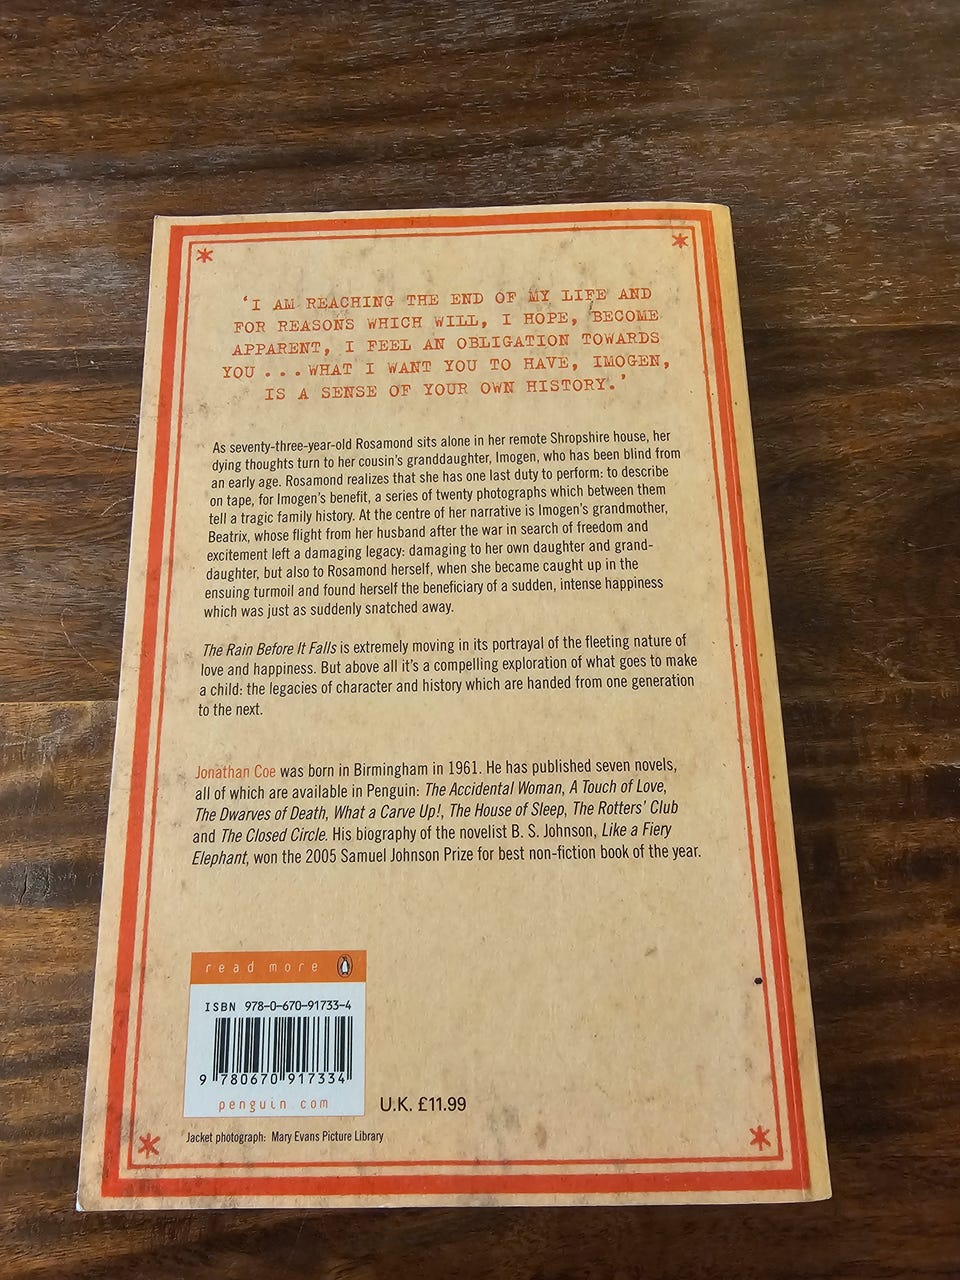 ‘I AM REACHING THE END OF MY LIFE AND
FOR REASONS WHICH WILL, I HOPE, BECOME
APPARENT, I FEEL AN OBLIGATION TOWARDS
YOU ... WHAT I WANT YOU TO HAVE, IMOGEN,
IS A SENSE OF YOUR OWN HISTORY.’
As seventy-three-year-old Rosamond sits alone in her remote Shropshire house, her
dying thoughts turn to her cousin’s granddaughter, Imogen, who has been blind from
an early age. Rosamond realizes that she has one last duty to perform: to describe
on tape, for Imogen’s benefit, a series of twenty photographs which between them
tell a tragic family history. At the centre of her narrative is Imogen’s grandmother,
Beatrix, whose flight from her husband after the war in search of freedom and
excitement left a damaging legacy: damaging to her own daughter and grand-
daughter, but also to Rosamond herself, when she became caught up in the
ensuing turmoil and found herself the beneficiary of a sudden, intense happiness
which was just as suddenly snatched away.
The Rain Before It Falls is extremely moving in its portrayal of the fleeting nature of
love and happiness. But above all it’s a compelling exploration of what goes to make
a child: the legacies of character and history which are handed from one generation
to the next.
Jonathan Coe was born in Birmingham in 1961. He has published seven novels,
all of which are available in Penguin: The Accidental Woman, A Touch of Love,
The Dwarves of Death, What a Carve Up!, The House of Sleep, The Rotters’ Club
and The Closed Circle. His biography of the novelist B. S. Johnson, Like a Fiery
Elephant, won the 2005 Samuel Johnson Prize for best non-fiction book of the year.
read more
ISBN 978-0-670-91733-4
9 780670 917334
penguin.com
U.K. £11.99
Jacket photograph: Mary Evans Picture Library